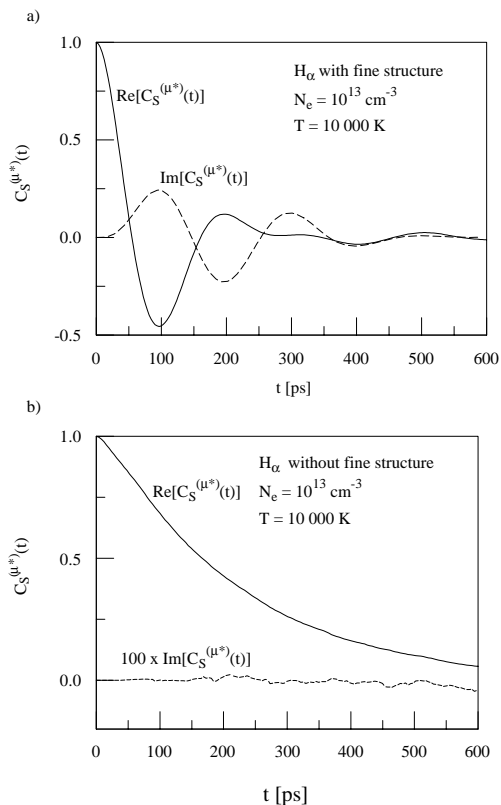 a)
1.0
0.5
0.0
-0.5
C_S^(μ*)(t)
Re[C_S^(μ*)(t)]
Im[C_S^(μ*)(t)]
H_α with fine structure
N_e = 10^13 cm^-3
T = 10 000 K
0 100 200 300 400 500 600
t [ps]
b)
1.0
0.5
0.0
C_S^(μ*)(t)
Re[C_S^(μ*)(t)]
100 x Im[C_S^(μ*)(t)]
H_α without fine structure
N_e = 10^13 cm^-3
T = 10 000 K
0 100 200 300 400 500 600
t [ps]